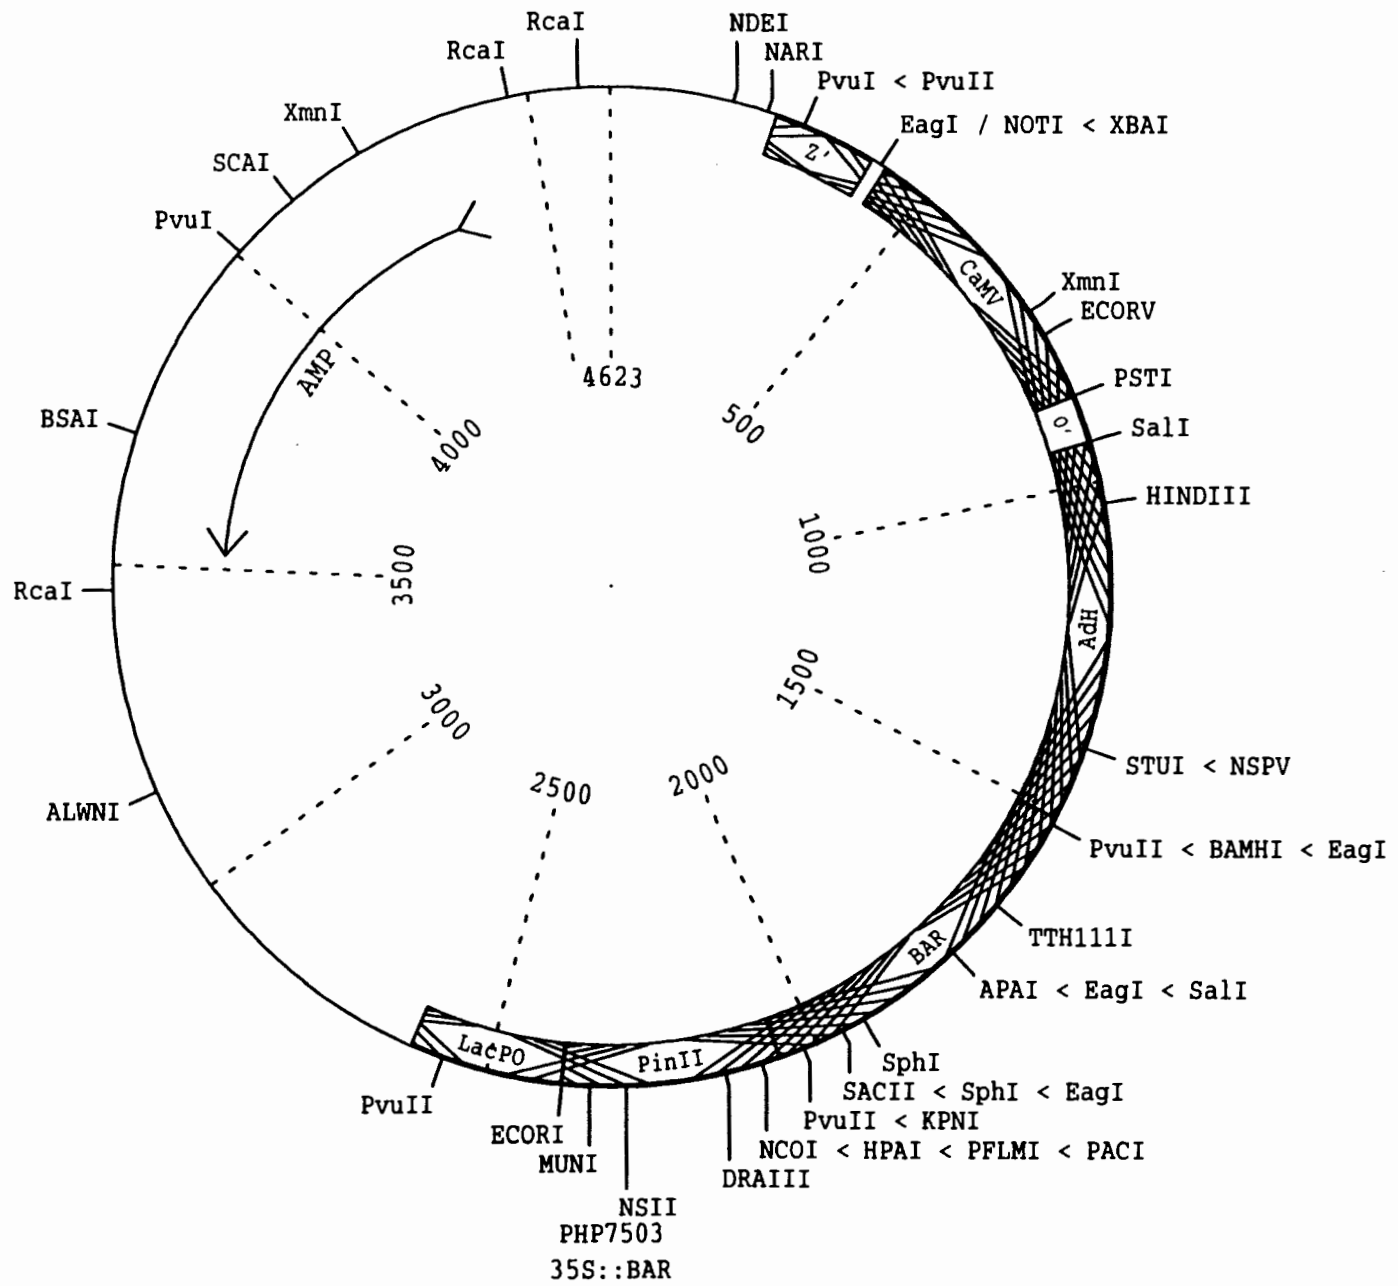 RcaI
RcaI
NDEI
NARI
PvuI < PvuII
EagI / NOTI < XBAI
XmnI
SCAI
PvuI
BSAI
RcaI
ALWNI
AMP
Z'
CaMV
XmnI
ECORV
PSTI
O'
SalI
HINDIII
AdH
STUI < NSPV
PvuII < BAMHI < EagI
TTH111I
BAR
APAI < EagI < SalI
SphI
SACII < SphI < EagI
PvuII < KPNI
NCOI < HPAI < PFLMI < PACI
DRAIII
PinII
NSII
MUNI
ECORI
LacPO
PvuII
4623
500
1000
1500
2000
2500
3000
3500
4000
PHP7503
35S::BAR